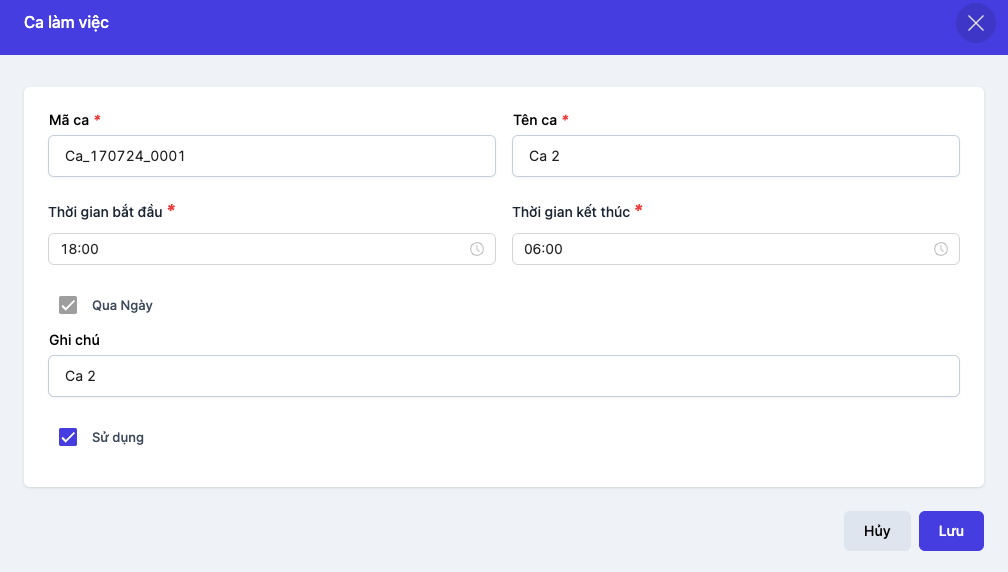 Ca làm việc
Mã ca *
Tên ca *
Ca_170724_0001
Ca 2
Thời gian bắt đầu *
Thời gian kết thúc *
18:00
06:00
Qua Ngày
Ghi chú
Ca 2
Sử dụng
Hủy
Lưu